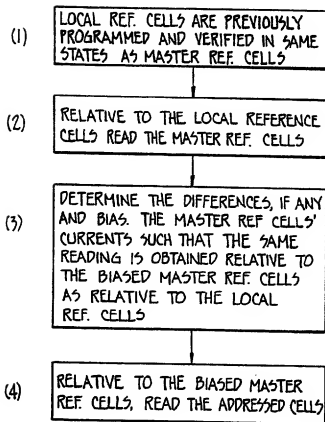 (1)
LOCAL REF. CELLS ARE PREVIOUSLY
PROGRAMMED AND VERIFIED IN SAME
STATES AS MASTER REF. CELLS
(2)
RELATIVE TO THE LOCAL REFERENCE
CELLS READ THE MASTER REF. CELLS
(3)
DETERMINE THE DIFFERENCES, IF ANY
AND BIAS. THE MASTER REF CELLS'
CURRENTS SUCH THAT THE SAME
READING IS OBTAINED RELATIVE TO
THE BIASED MASTER REF. CELLS
AS RELATIVE TO THE LOCAL
REF. CELLS
(4)
RELATIVE TO THE BIASED MASTER
REF. CELLS, READ THE ADDRESSED CELLS